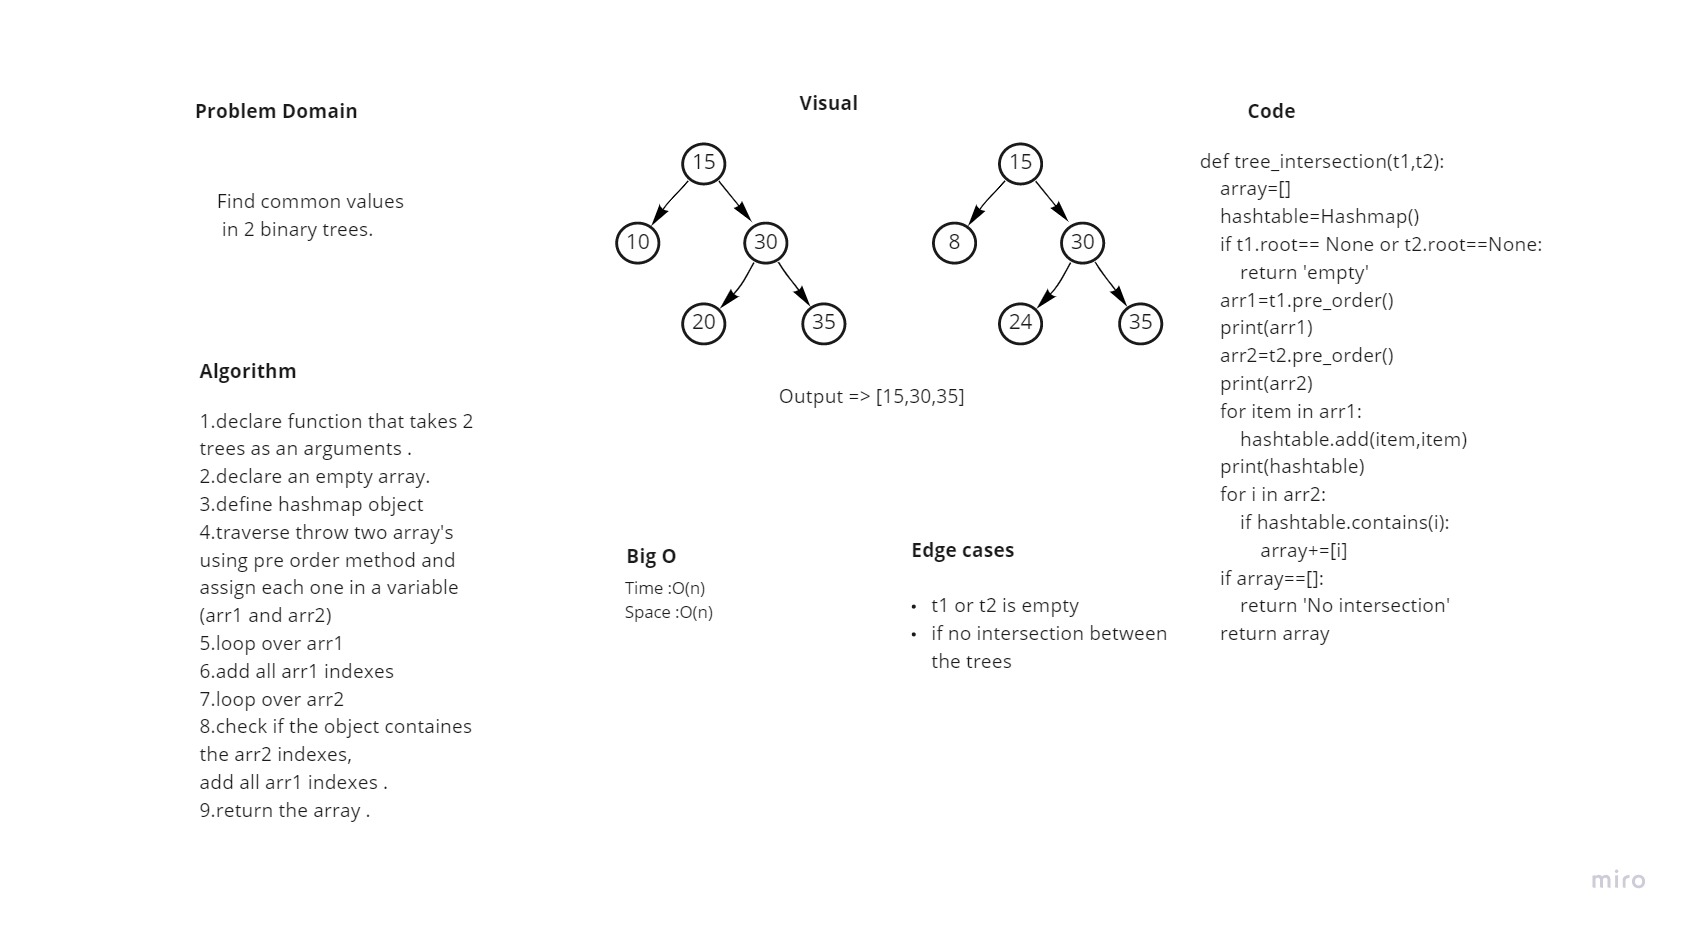 Problem Domain
Find common values
in 2 binary trees.
Algorithm
1.declare function that takes 2
trees as an arguments .
2.declare an empty array.
3.define hashmap object
4.traverse throw two array's
using pre order method and
assign each one in a variable
(arr1 and arr2)
5.loop over arr1
6.add all arr1 indexes
7.loop over arr2
8.check if the object containes
the arr2 indexes,
add all arr1 indexes .
9.return the array .
Visual
15
10
30
20
35
15
8
30
24
35
Output => [15,30,35]
Big O
Time :O(n)
Space :O(n)
Edge cases
• t1 or t2 is empty
• if no intersection between
the trees
Code
def tree_intersection(t1,t2):
array=[]
hashtable=Hashmap()
if t1.root== None or t2.root==None:
return 'empty'
arr1=t1.pre_order()
print(arr1)
arr2=t2.pre_order()
print(arr2)
for item in arr1:
hashtable.add(item,item)
print(hashtable)
for i in arr2:
if hashtable.contains(i):
array+=[i]
if array==[]:
return 'No intersection'
return array
miro